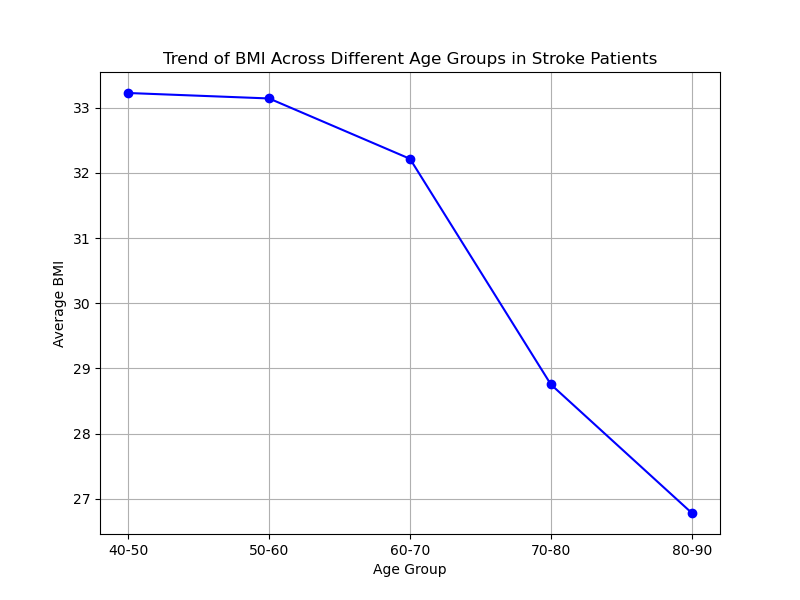 Trend of BMI Across Different Age Groups in Stroke Patients
33
32
31
30
29
28
27
Average BMI
40-50 50-60 60-70 70-80 80-90
Age Group